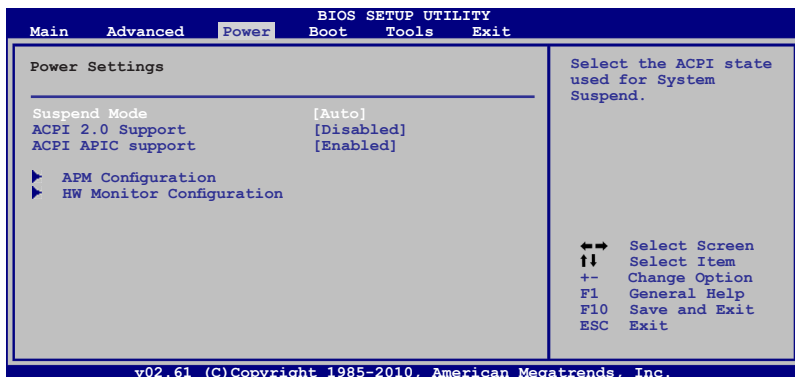 BIOS SETUP UTILITY
Main Advanced Power Boot Tools Exit
Power Settings
Suspend Mode [Auto]
ACPI 2.0 Support [Disabled]
ACPI APIC support [Enabled]
APM Configuration
HW Monitor Configuration
Select the ACPI state
used for System
Suspend.
Select Screen
Select Item
+- Change Option
F1 General Help
F10 Save and Exit
ESC Exit
v02.61 (C)Copyright 1985-2010, American Megatrends, Inc.